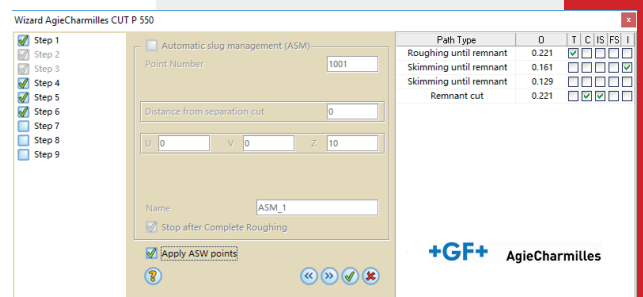 Wizard AgieCharmilles CUT P 550
x
Step 1
Step 2
Step 3
Step 4
Step 5
Step 6
Step 7
Step 8
Step 9
Automatic slug management (ASM)
Point Number 1001
Distance from separation cut 0
U 0 V 0 Z 10
Name ASM_1
Stop after Complete Roughing
Apply ASW points
?
Path Type O T C IS FS I
Roughing until remnant 0.221
Skimming until remnant 0.161
Skimming until remnant 0.129
Remnant cut 0.221
+GF+ AgieCharmilles